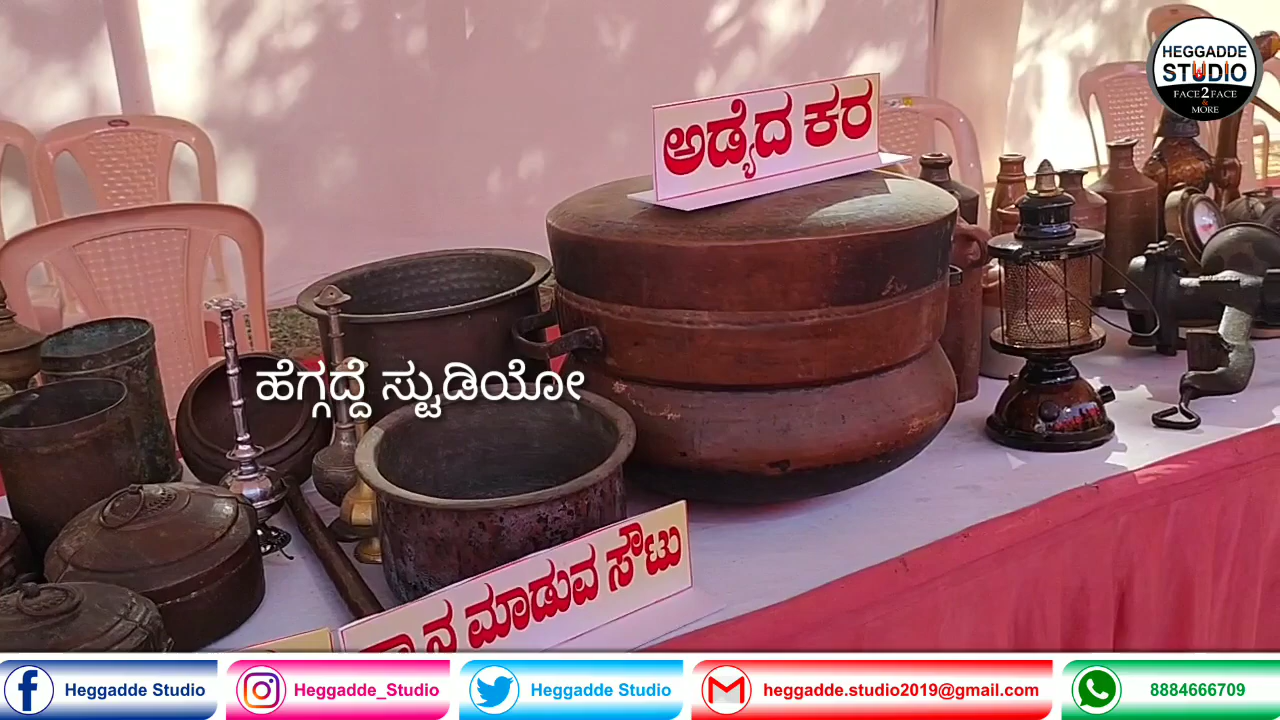 HEGGADDE
STUDIO
FACE2FACE
&
MORE
ಅಡ್ಯೆದ ಕರ
ಹೆಗ್ಗದ್ದೆ ಸ್ಟುಡಿಯೋ
ಮಾಡುವ ಸೌಟು
Heggadde Studio
Heggadde_Studio
Heggadde Studio
heggadde.studio2019@gmail.com
8884666709